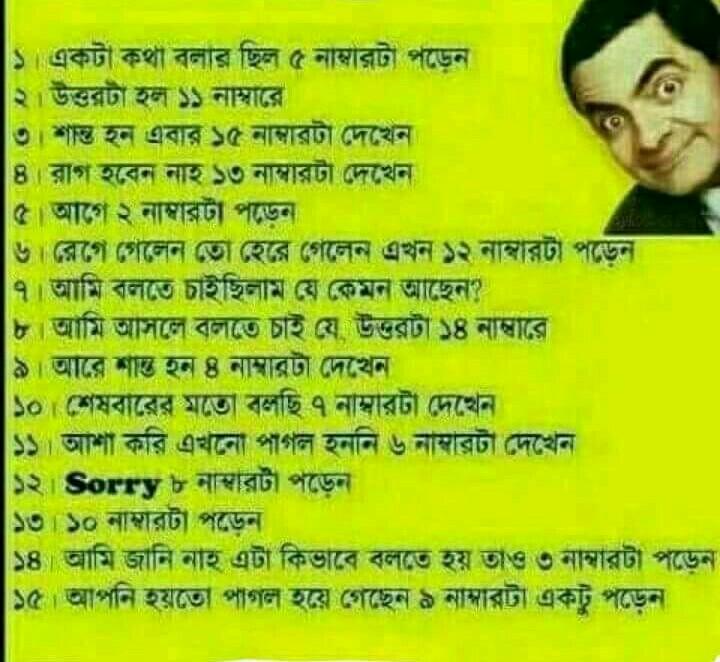 ১। একটা কথা বলার ছিল ৫ নাম্বারটা পড়েন
২। উত্তরটা হল ১১ নাম্বারে
৩। শান্ত হন এবার ১৫ নাম্বারটা দেখেন
৪। রাগ হবেন নাহ ১৩ নাম্বারটা দেখেন
৫। আগে ২ নাম্বারটা পড়েন
৬। রেগে গেলেন তো হেরে গেলেন এখন ১২ নাম্বারটা পড়েন
৭। আমি বলতে চাইছিলাম যে কেমন আছেন?
৮। আমি আসলে বলতে চাই যে, উত্তরটা ১৪ নাম্বারে
৯। আরে শান্ত হন ৪ নাম্বারটা দেখেন
১০। শেষবারের মতো বলছি ৭ নাম্বারটা দেখেন
১১। আশা করি এখনো পাগল হননি ৬ নাম্বারটা দেখেন
১২। Sorry ৮ নাম্বারটা পড়েন
১৩। ১০ নাম্বারটা পড়েন
১৪। আমি জানি নাহ এটা কিভাবে বলতে হয় তাও ৩ নাম্বারটা পড়েন
১৫। আপনি হয়তো পাগল হয়ে গেছেন ৯ নাম্বারটা একটু পড়েন